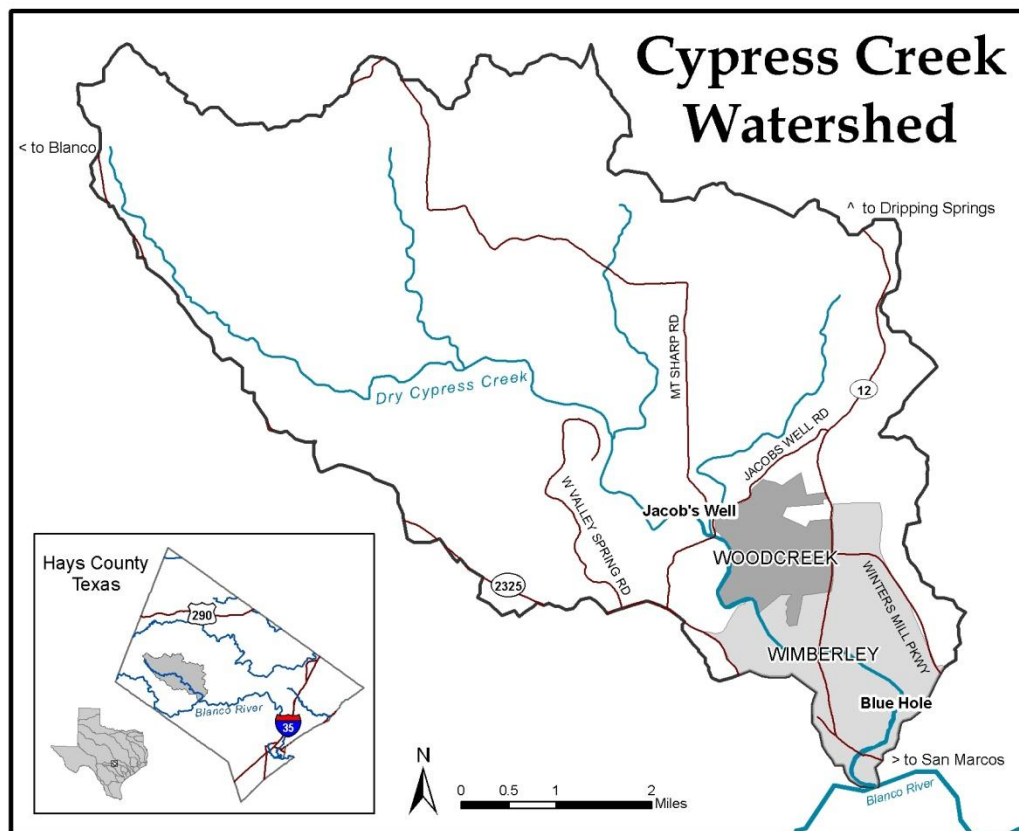 Cypress Creek
Watershed
< to Blanco
^ to Dripping Springs
Dry Cypress Creek
MT SHARP RD
12
JACOBS WELL RD
W VALLEY SPRING RD
Jacob's Well
WOODCREEK
2325
WINTERS MILL PKWY
WIMBERLEY
Blue Hole
> to San Marcos
Blanco River
Hays County
Texas
290
Blanco River
35
N
0 0.5 1 2
Miles